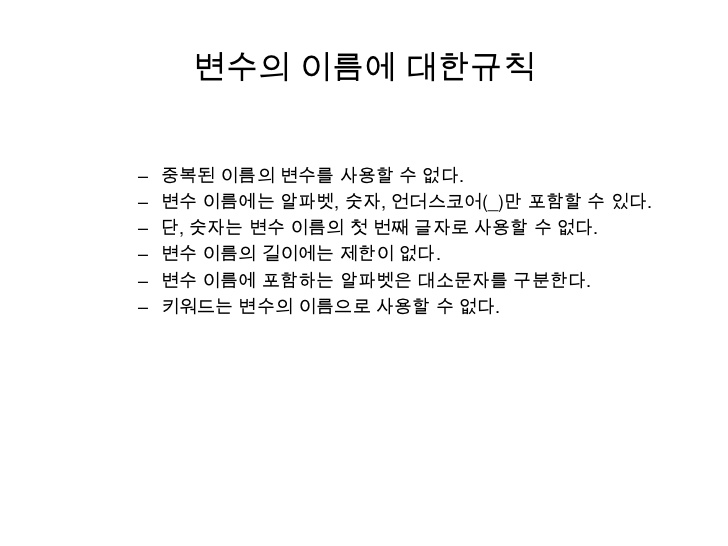 변수의 이름에 대한규칙
– 중복된 이름의 변수를 사용할 수 없다.
– 변수 이름에는 알파벳, 숫자, 언더스코어(_)만 포함할 수 있다.
– 단, 숫자는 변수 이름의 첫 번째 글자로 사용할 수 없다.
– 변수 이름의 길이에는 제한이 없다.
– 변수 이름에 포함하는 알파벳은 대소문자를 구분한다.
– 키워드는 변수의 이름으로 사용할 수 없다.